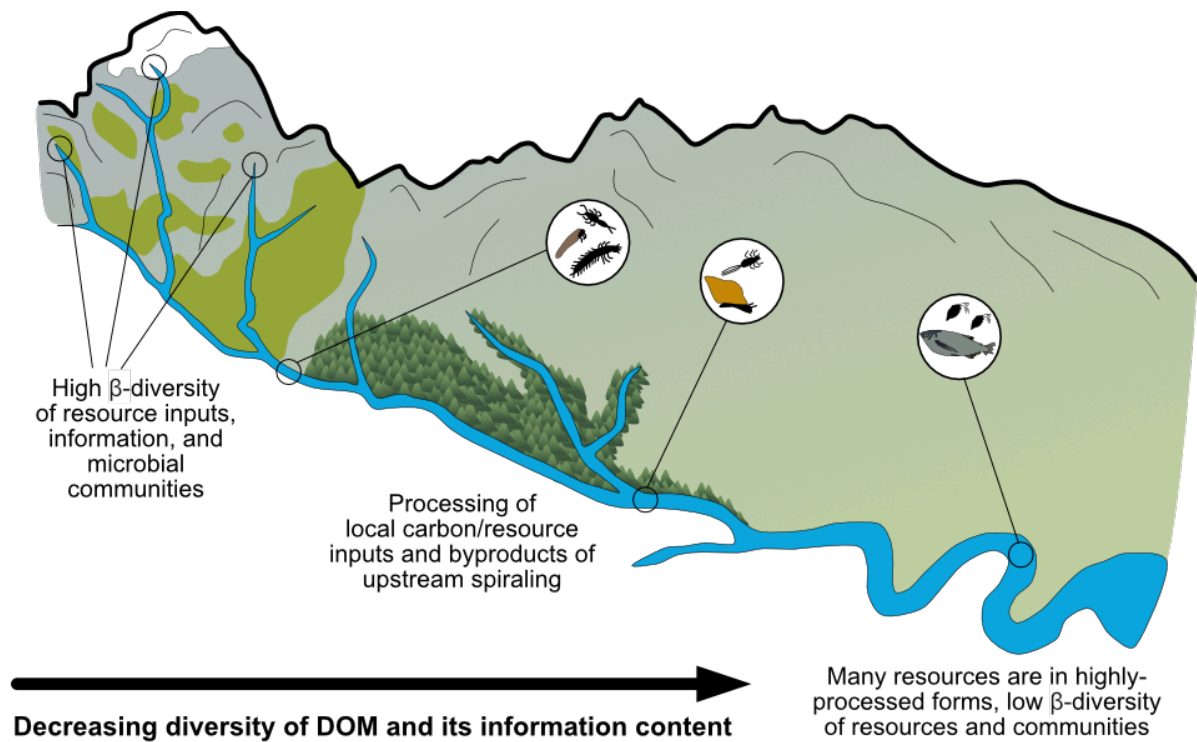 High β-diversity
of resource inputs,
information, and
microbial
communities
Processing of
local carbon/resource
inputs and byproducts of
upstream spiraling
Many resources are in highly-
processed forms, low β-diversity
of resources and communities
Decreasing diversity of DOM and its information content